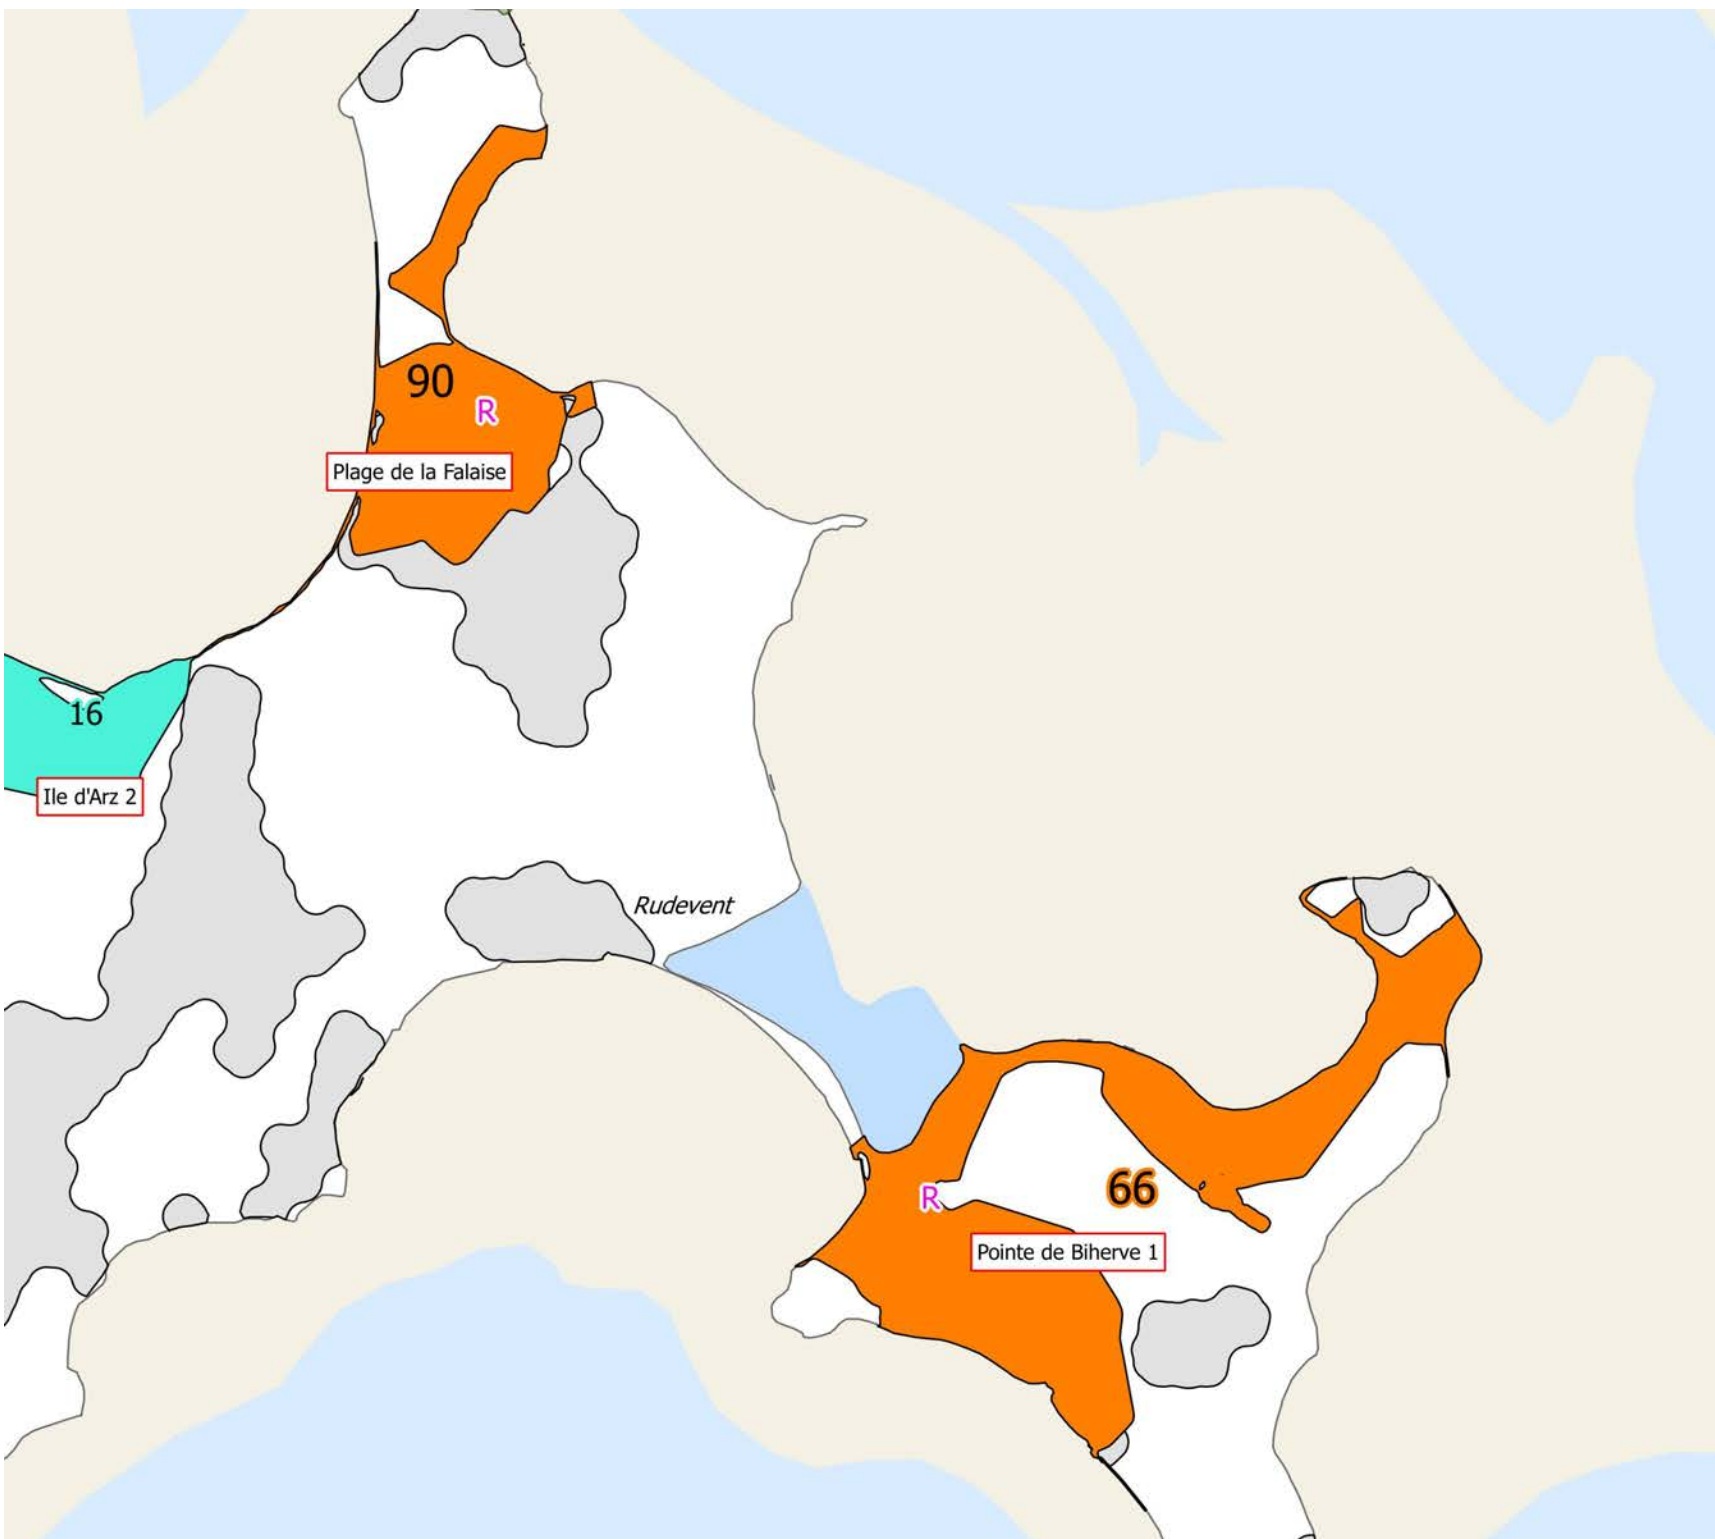 90
R
Plage de la Falaise
16
Ile d'Arz 2
Rudevent
66
R
Pointe de Biherve 1